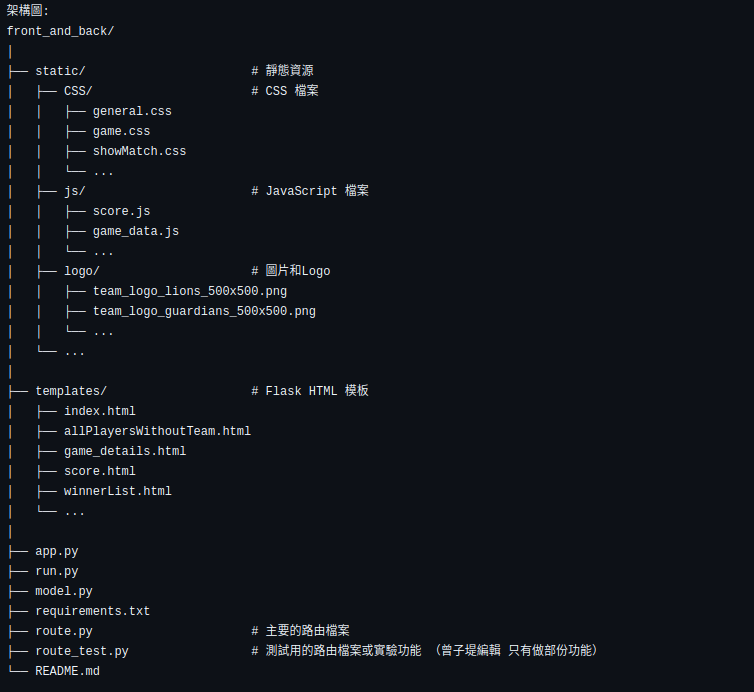 架構圖:
front_and_back/
│
├── static/                       # 靜態資源
│   ├── CSS/                      # CSS 檔案
│   │   ├── general.css
│   │   ├── game.css
│   │   ├── showMatch.css
│   │   └── ...
│   ├── js/                       # JavaScript 檔案
│   │   ├── score.js
│   │   ├── game_data.js
│   │   └── ...
│   ├── logo/                     # 圖片和Logo
│   │   ├── team_logo_lions_500x500.png
│   │   ├── team_logo_guardians_500x500.png
│   │   └── ...
│   └── ...
│
├── templates/                    # Flask HTML 模板
│   ├── index.html
│   ├── allPlayersWithoutTeam.html
│   ├── game_details.html
│   ├── score.html
│   ├── winnerList.html
│   └── ...
│
├── app.py
├── run.py
├── model.py
├── requirements.txt
├── route.py                      # 主要的路由檔案
├── route_test.py                 # 測試用的路由檔案或實驗功能 （曾子堤編輯 只有做部份功能）
└── README.md